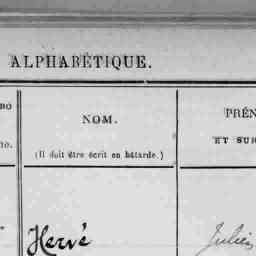 ALPHABÉTIQUE.
NOM.
(Il doit être écrit en bâtarde.)
PRÉN
ET SUR
Hervé
Julien